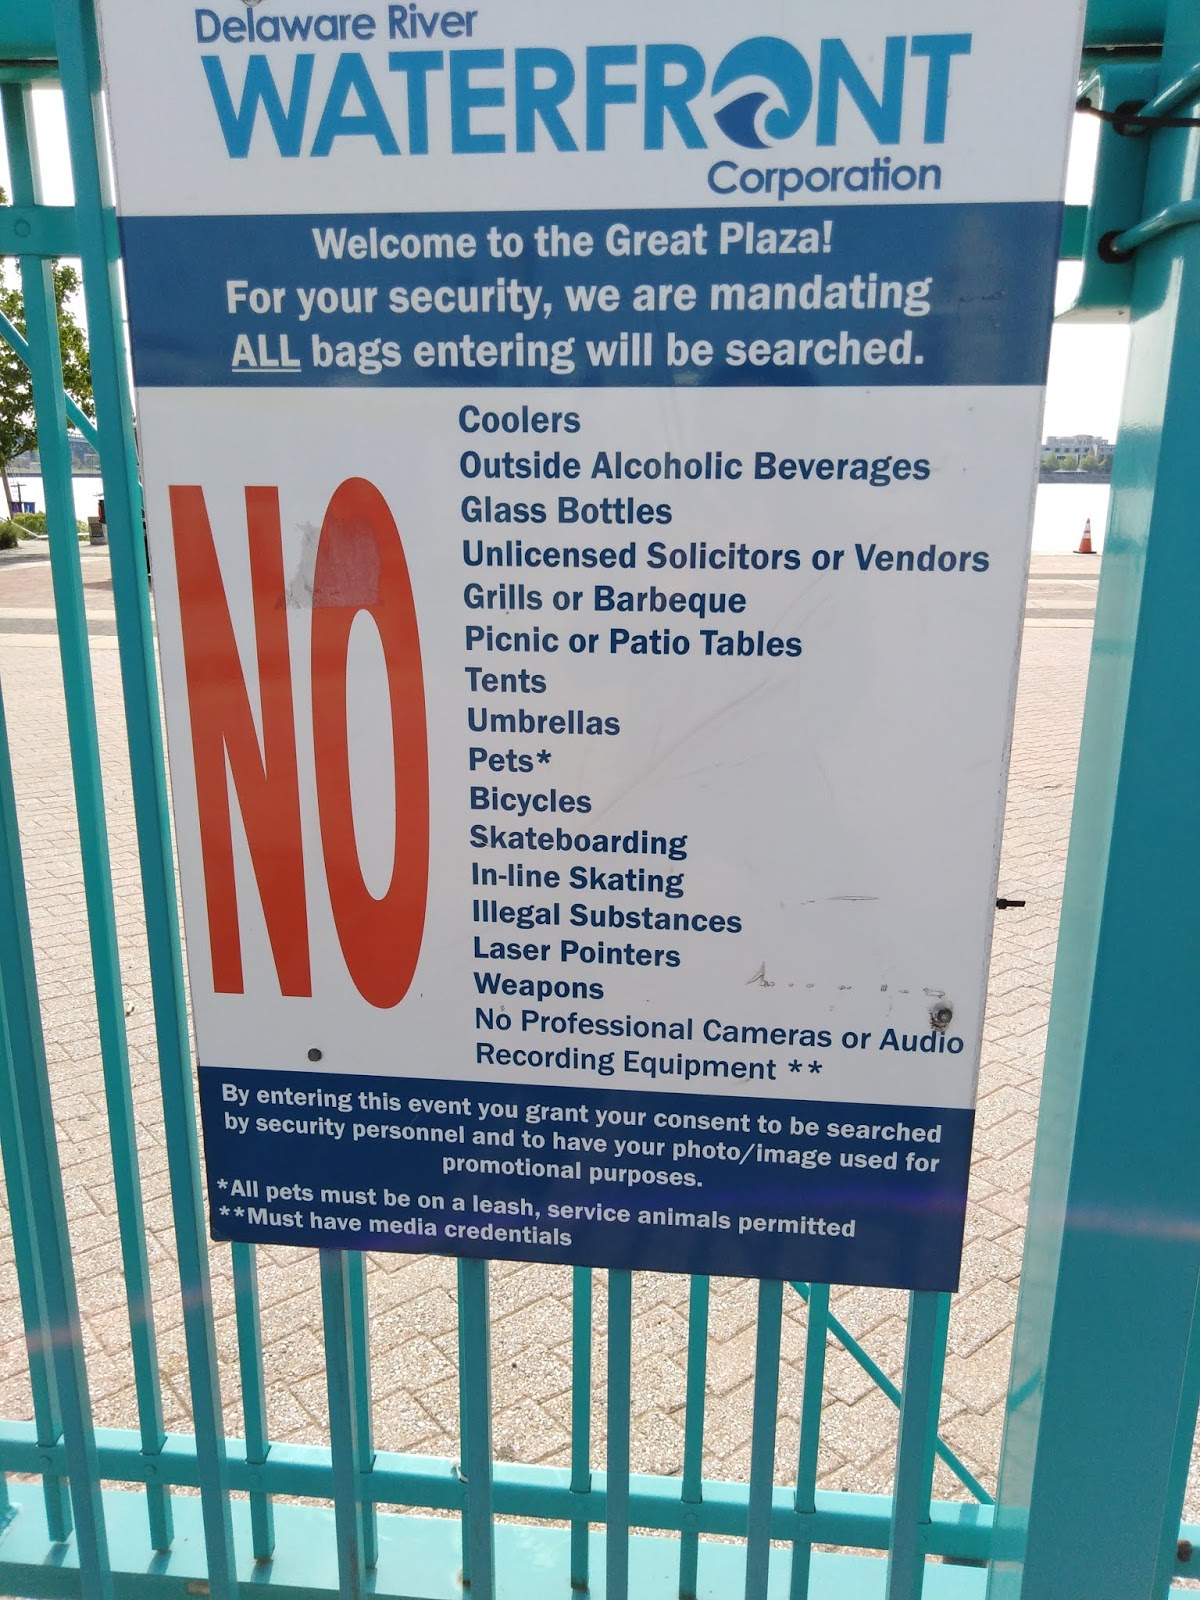 Delaware River
WATERFRONT
Corporation
Welcome to the Great Plaza!
For your security, we are mandating
ALL bags entering will be searched.
NO
Coolers
Outside Alcoholic Beverages
Glass Bottles
Unlicensed Solicitors or Vendors
Grills or Barbeque
Picnic or Patio Tables
Tents
Umbrellas
Pets*
Bicycles
Skateboarding
In-line Skating
Illegal Substances
Laser Pointers
Weapons
No Professional Cameras or Audio
Recording Equipment **
By entering this event you grant your consent to be searched
by security personnel and to have your photo/image used for
promotional purposes.
*All pets must be on a leash, service animals permitted
**Must have media credentials